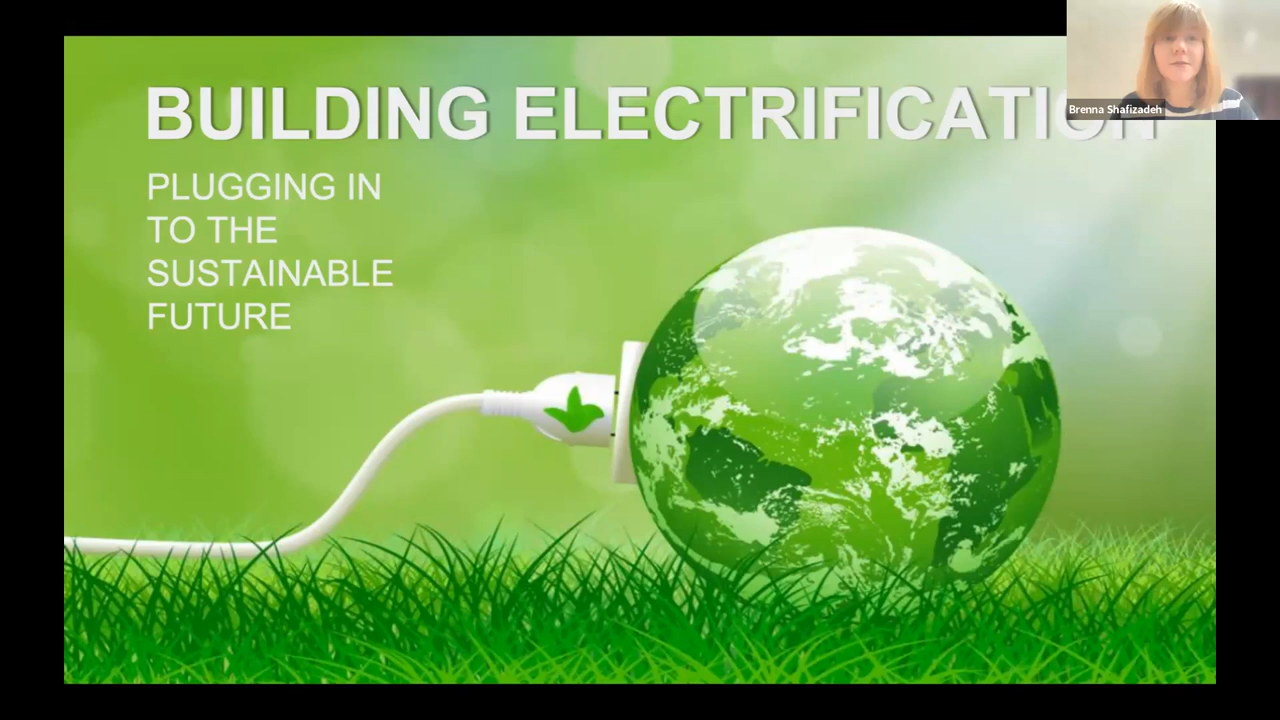 BUILDING ELECTRIFICATION
PLUGGING IN
TO THE
SUSTAINABLE
FUTURE
Brenna Shafizadeh